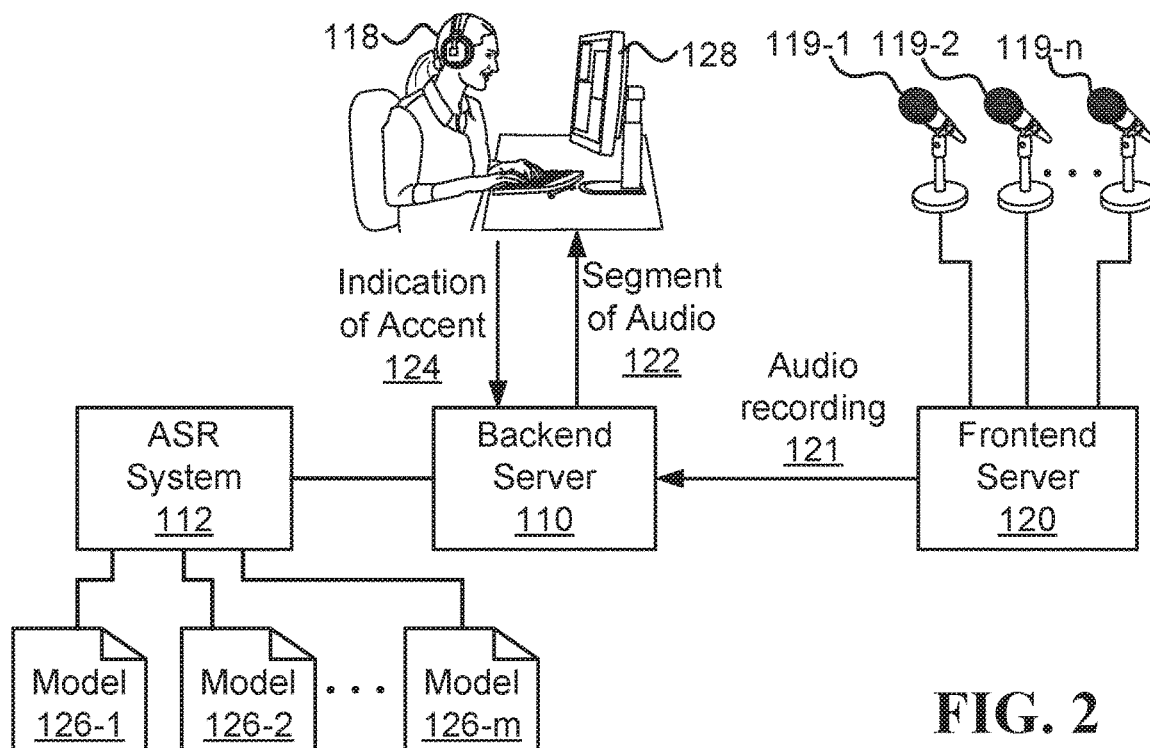 118
128
119-1
119-2
119-n
Indication
of Accent
124
Segment
of Audio
122
Audio
recording
121
ASR
System
112
Backend
Server
110
Frontend
Server
120
Model
126-1
Model
126-2
. . .
Model
126-m
FIG. 2